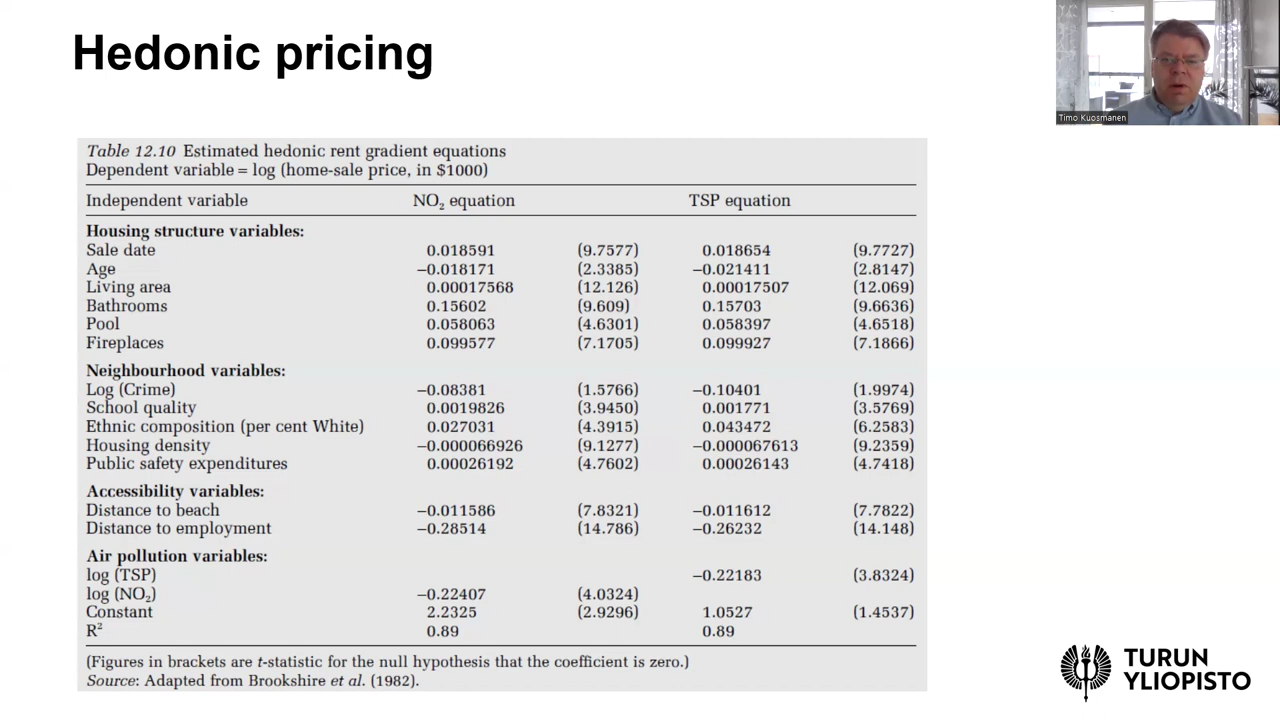 Hedonic pricing
Timo Kuosmanen
Table 12.10 Estimated hedonic rent gradient equations
Dependent variable = log (home-sale price, in $1000)
Independent variable NO₂ equation TSP equation
Housing structure variables:
Sale date 0.018591 (9.7577) 0.018654 (9.7727)
Age −0.018171 (2.3385) −0.021411 (2.8147)
Living area 0.00017568 (12.126) 0.00017507 (12.069)
Bathrooms 0.15602 (9.609) 0.15703 (9.6636)
Pool 0.058063 (4.6301) 0.058397 (4.6518)
Fireplaces 0.099577 (7.1705) 0.099927 (7.1866)
Neighbourhood variables:
Log (Crime) −0.08381 (1.5766) −0.10401 (1.9974)
School quality 0.0019826 (3.9450) 0.001771 (3.5769)
Ethnic composition (per cent White) 0.027031 (4.3915) 0.043472 (6.2583)
Housing density −0.000066926 (9.1277) −0.000067613 (9.2359)
Public safety expenditures 0.00026192 (4.7602) 0.00026143 (4.7418)
Accessibility variables:
Distance to beach −0.011586 (7.8321) −0.011612 (7.7822)
Distance to employment −0.28514 (14.786) −0.26232 (14.148)
Air pollution variables:
log (TSP) −0.22183 (3.8324)
log (NO₂) −0.22407 (4.0324)
Constant 2.2325 (2.9296) 1.0527 (1.4537)
R² 0.89 0.89
(Figures in brackets are t-statistic for the null hypothesis that the coefficient is zero.)
Source: Adapted from Brookshire et al. (1982).
TURUN
YLIOPISTO